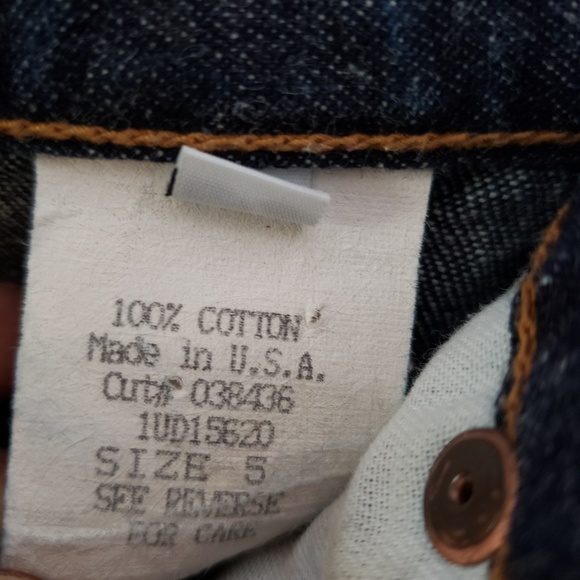 100% COTTON
Made in U.S.A.
Cut# 038436
1UD15620
SIZE 5
SEE REVERSE
FOR CARE